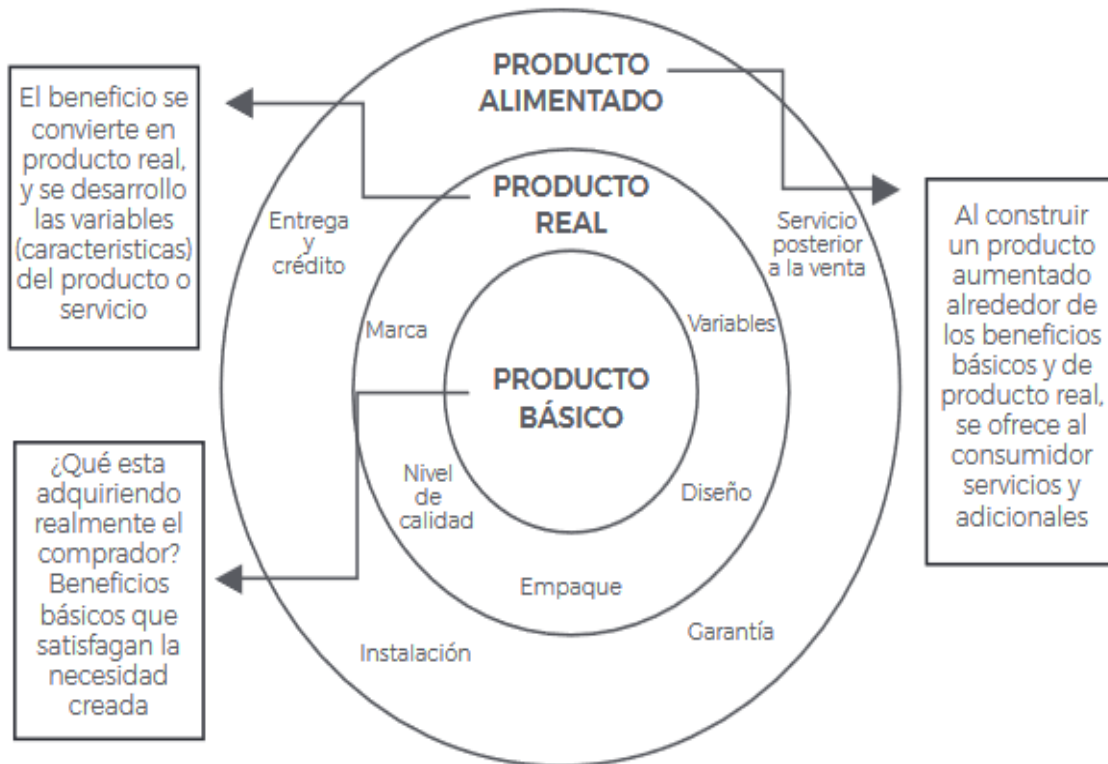 PRODUCTO
ALIMENTADO
El beneficio se
convierte en
producto real,
y se desarrollo
las variables
(caracteristicas)
del producto o
servicio
PRODUCTO
REAL
Entrega
y
crédito
Servicio
posterior
a la venta
Al construir
un producto
aumentado
alrededor de
los beneficios
básicos y de
producto real,
se ofrece al
consumidor
servicios y
adicionales
Marca
Variables
PRODUCTO
BÁSICO
¿Qué esta
adquiriendo
realmente el
comprador?
Beneficios
básicos que
satisfagan la
necesidad
creada
Nivel
de
calidad
Diseño
Empaque
Garantía
Instalación